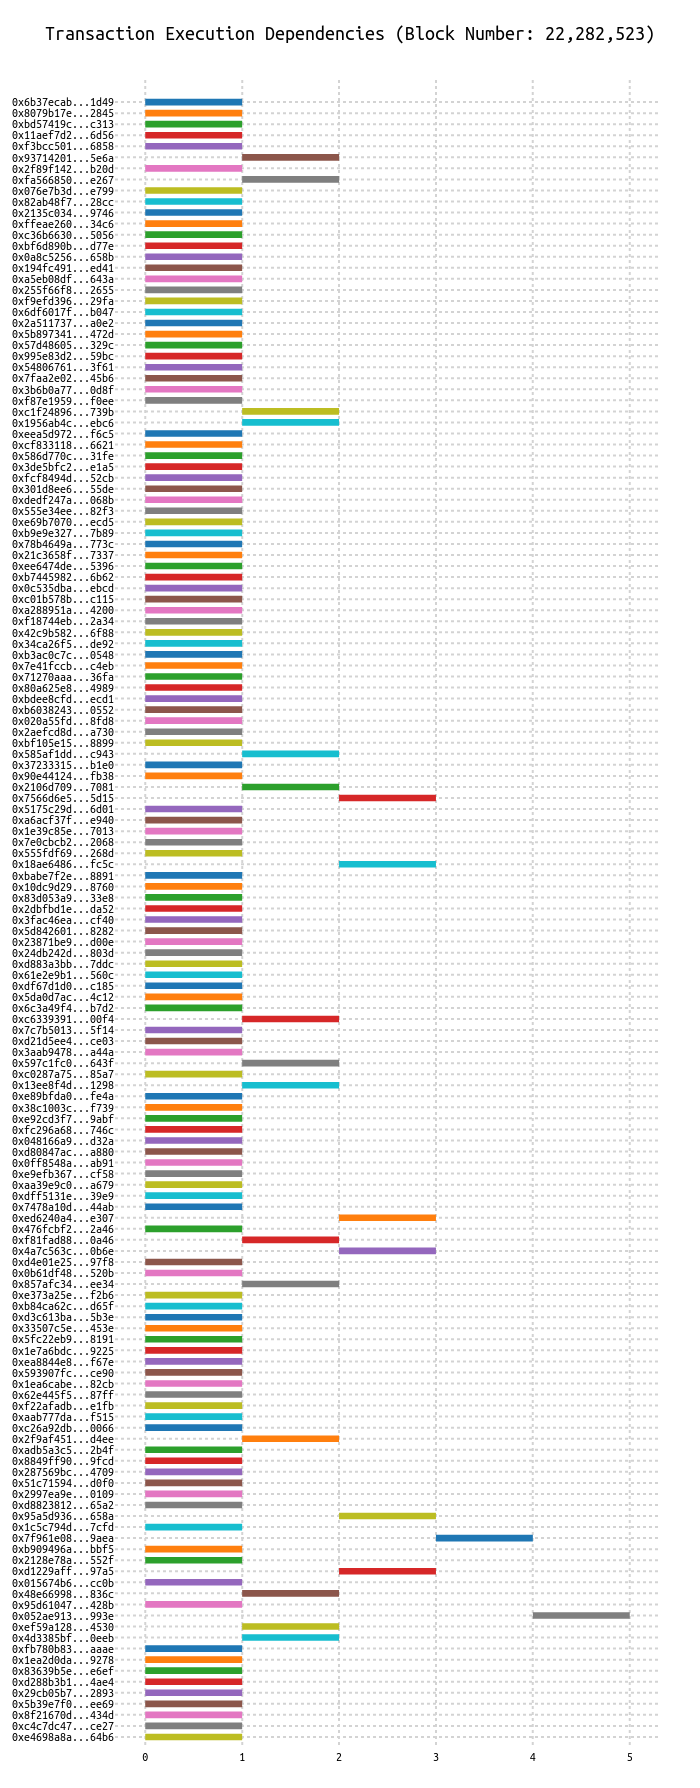 Transaction Execution Dependencies (Block Number: 22,282,523)
0x6b37ecab...1d49
0x8079b17e...2845
0xbd57419c...c313
0x11aef7d2...6d56
0xf3bcc501...6858
0x93714201...5e6a
0x2f89f142...b20d
0xfa566850...e267
0x076e7b3d...e799
0x82ab48f7...28cc
0x2135c034...9746
0xffeae260...34c6
0xc36b6630...5056
0xbf6d890b...d77e
0x0a8c5256...658b
0x194fc491...ed41
0xa5eb08df...643a
0x255f66f8...2655
0xf9efd396...29fa
0x6df6017f...b047
0x2a511737...a0e2
0x5b897341...472d
0x57d48605...329c
0x995e83d2...59bc
0x54806761...3f61
0x7faa2e02...45b6
0x3b6b0a77...0d8f
0xf87e1959...f0ee
0xc1f24896...739b
0x1956ab4c...ebc6
0xeea5d972...f6c5
0xcf833118...6621
0x586d770c...31fe
0x3de5bfc2...e1a5
0xfcf8494d...52cb
0x301d8ee6...55de
0xdedf247a...068b
0x555e34ee...82f3
0xe69b7070...ecd5
0xb9e9e327...7b89
0x78b4649a...773c
0x21c3658f...7337
0xee6474de...5396
0xb7445982...6b62
0x0c535dba...ebcd
0xc01b578b...c115
0xa288951a...4200
0xf18744eb...2a34
0x42c9b582...6f88
0x34ca26f5...de92
0xb3ac0c7c...0548
0x7e41fccb...c4eb
0x71270aaa...36fa
0x80a625e8...4989
0xbdee8cfd...ecd1
0xb6038243...0552
0x020a55fd...8fd8
0x2aefcd8d...a730
0xbf105e15...8899
0x585af1dd...c943
0x37233315...b1e0
0x90e44124...fb38
0x2106d709...7081
0x7566d6e5...5d15
0x5175c29d...6d01
0xa6acf37f...e940
0x1e39c85e...7013
0x7e0cbcb2...2068
0x555fdf69...268d
0x18ae6486...fc5c
0xbabe7f2e...8891
0x10dc9d29...8760
0x83d053a9...33e8
0x2dbfbd1e...da52
0x3fac46ea...cf40
0x5d842601...8282
0x23871be9...d00e
0x24db242d...803d
0xd883a3bb...7ddc
0x61e2e9b1...560c
0xdf67d1d0...c185
0x5da0d7ac...4c12
0x6c3a49f4...b7d2
0xc6339391...00f4
0x7c7b5013...5f14
0xd21d5ee4...ce03
0x3aab9478...a44a
0x597c1fc0...643f
0xc0287a75...85a7
0x13ee8f4d...1298
0xe89bfda0...fe4a
0x38c1003c...f739
0xe92cd3f7...9abf
0xfc296a68...746c
0x048166a9...d32a
0xd80847ac...a880
0x0ff8548a...ab91
0xe9efb367...cf58
0xaa39e9c0...a679
0xdff5131e...39e9
0x7478a10d...44ab
0xed6240a4...e307
0x476fcbf2...2a46
0xf81fad88...0a46
0x4a7c563c...0b6e
0xd4e01e25...97f8
0x0b61df48...520b
0x857afc34...ee34
0xe373a25e...f2b6
0xb84ca62c...d65f
0xd3c613ba...5b3e
0x33507c5e...453e
0x5fc22eb9...8191
0x1e7a6bdc...9225
0xea8844e8...f67e
0x593907fc...ce90
0x1ea6cabe...82cb
0x62e445f5...87ff
0xf22afadb...e1fb
0xaab777da...f515
0xc26a92db...0066
0x2f9af451...d4ee
0xadb5a3c5...2b4f
0x8849ff90...9fcd
0x287569bc...4709
0x51c71594...d0f0
0x2997ea9e...0109
0xd8823812...65a2
0x95a5d936...658a
0x1c5c794d...7cfd
0x7f961e08...9aea
0xb909496a...bbf5
0x2128e78a...552f
0xd1229aff...97a5
0x015674b6...cc0b
0x48e66998...836c
0x95d61047...428b
0x052ae913...993e
0xef59a128...4530
0x4d3385bf...0eeb
0xfb780b83...aaae
0x1ea2d0da...9278
0x83639b5e...e6ef
0xd288b3b1...4ae4
0x29cb05b7...2893
0x5b39e7f0...ee69
0x8f21670d...434d
0xc4c7dc47...ce27
0xe4698a8a...64b6
0 1 2 3 4 5